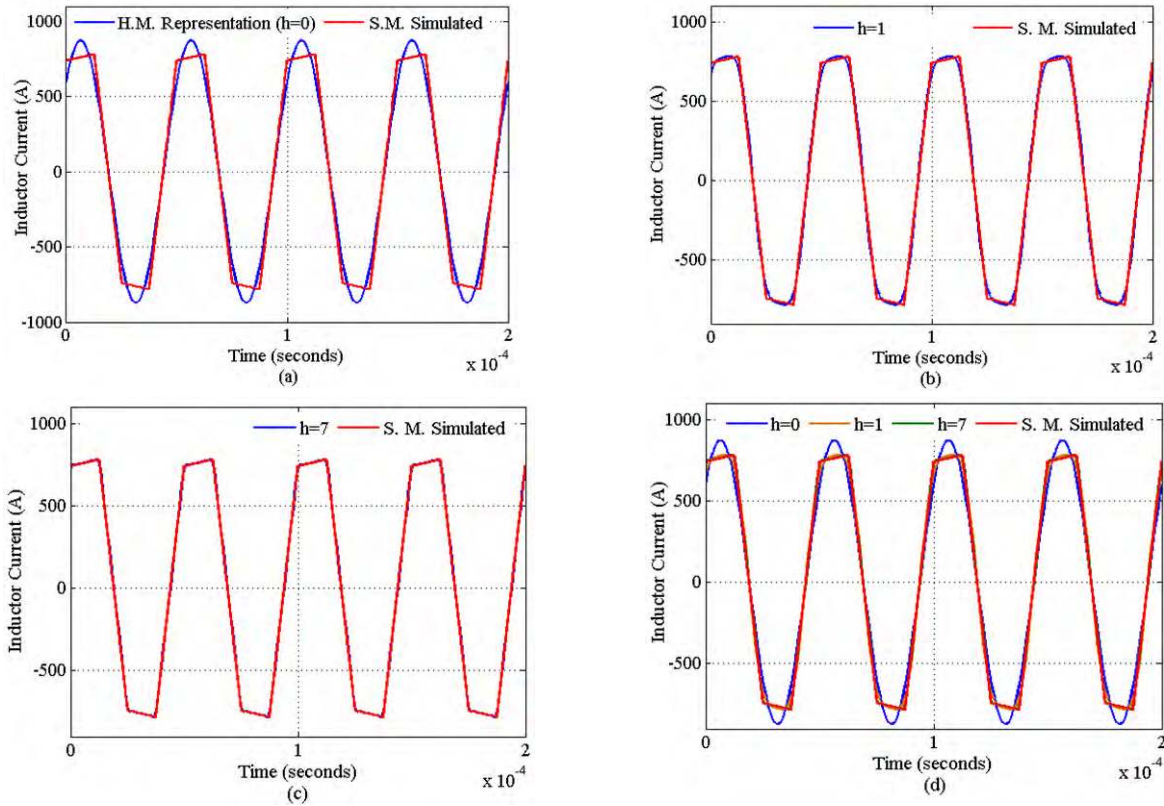 H.M. Representation (h=0) S.M. Simulated
1000
500
0
-500
-1000
Inductor Current (A)
0 1 2
Time (seconds)
x 10-4
(a)
h=1 S. M. Simulated
1000
500
0
-500
Inductor Current (A)
0 1 2
Time (seconds)
x 10-4
(b)
h=7 S. M. Simulated
1000
500
0
-500
Inductor Current (A)
0 1 2
Time (seconds)
x 10-4
(c)
h=0 h=1 h=7 S. M. Simulated
1000
500
0
-500
Inductor Current (A)
0 1 2
Time (seconds)
x 10-4
(d)